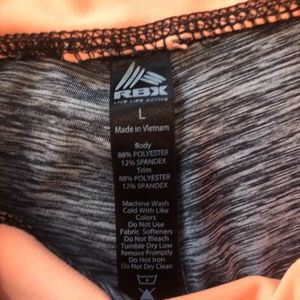 RBX
LIVE LIFE ACTIVE
L
Made in Vietnam
Body
88% POLYESTER
12% SPANDEX
Trim
88% POLYESTER
12% SPANDEX
Machine Wash
Cold With Like
Colors
Do Not Use
Fabric Softeners
Do Not Bleach
Tumble Dry Low
Remove Promptly
Do Not Iron
Do Not Dry Clean